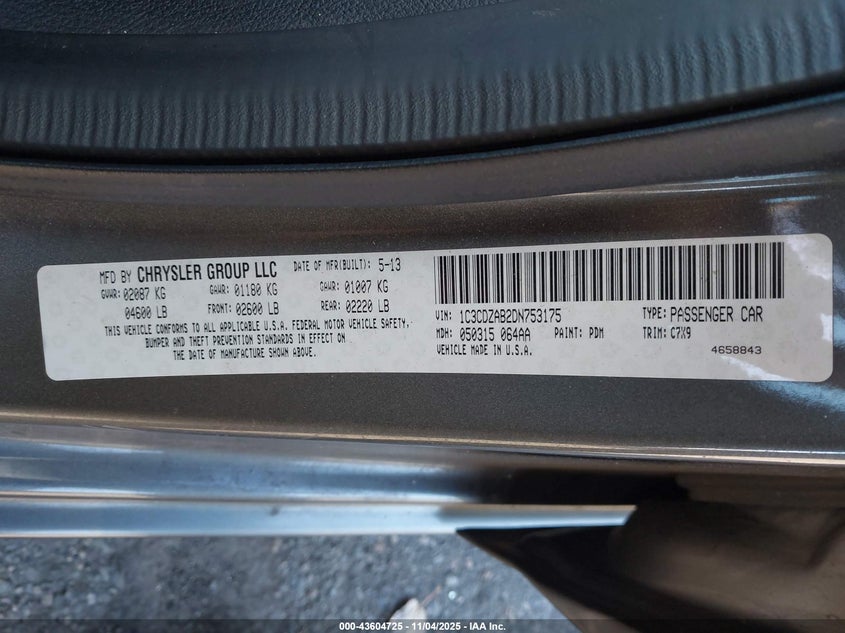 MFD BY CHRYSLER GROUP LLC DATE OF MFR(BUILT): 5-13
GVWR: 02087 KG GAWR: 01180 KG GAWR: 01007 KG
04600 LB FRONT: 02600 LB REAR: 02220 LB
THIS VEHICLE CONFORMS TO ALL APPLICABLE U.S.A. FEDERAL MOTOR VEHICLE SAFETY,
BUMPER AND THEFT PREVENTION STANDARDS IN EFFECT ON
THE DATE OF MANUFACTURE SHOWN ABOVE.
VIN: 1C3CDZAB2DN753175 TYPE: PASSENGER CAR
MDH: 050315 064AA PAINT: PDM TRIM: C7X9
VEHICLE MADE IN U.S.A. 4658843
000-43604725 - 11/04/2025 - © IAA Inc.